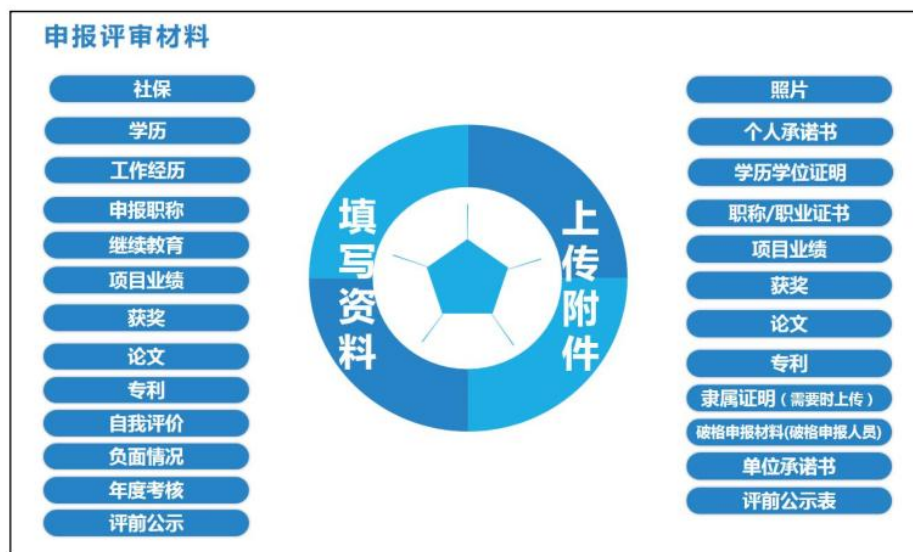 申报评审材料
社保
学历
工作经历
申报职称
继续教育
项目业绩
获奖
论文
专利
自我评价
负面情况
年度考核
评前公示
填写资料
上传附件
照片
个人承诺书
学历学位证明
职称/职业证书
项目业绩
获奖
论文
专利
隶属证明（需要时上传）
破格申报材料(破格申报人员)
单位承诺书
评前公示表